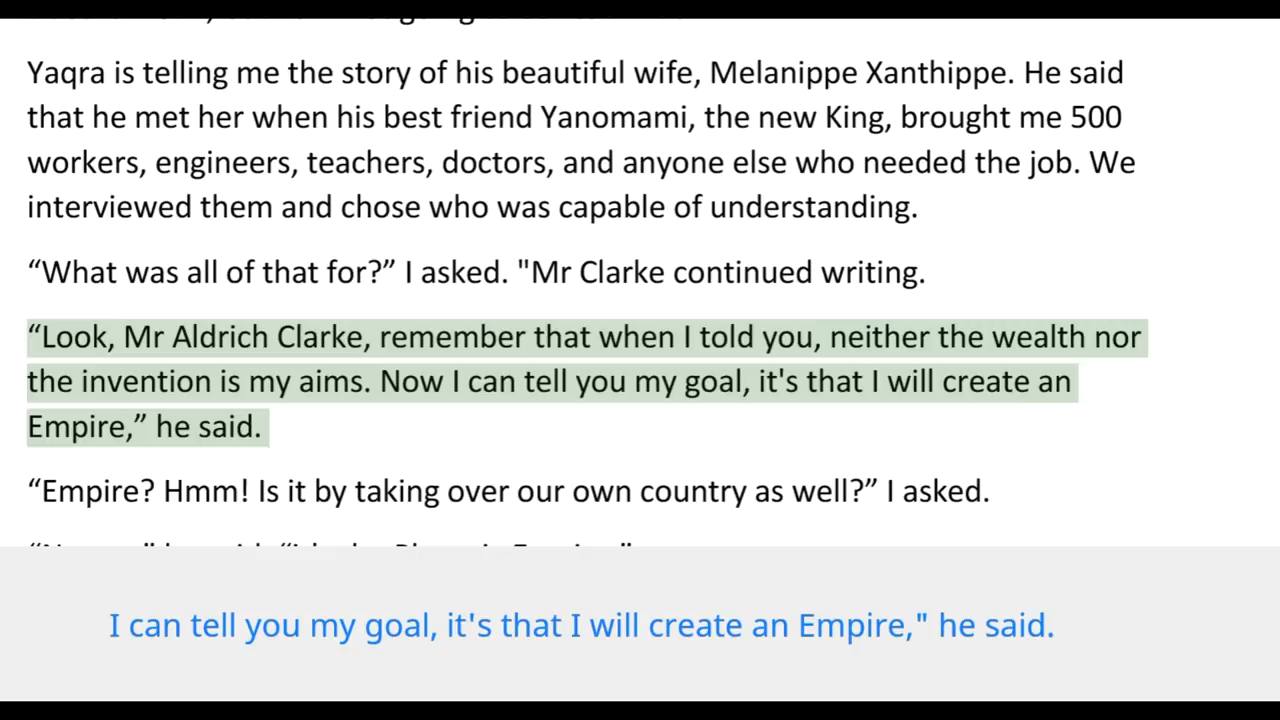 Yaqra is telling me the story of his beautiful wife, Melanippe Xanthippe. He said
that he met her when his best friend Yanomami, the new King, brought me 500
workers, engineers, teachers, doctors, and anyone else who needed the job. We
interviewed them and chose who was capable of understanding.
“What was all of that for?” I asked. "Mr Clarke continued writing.
“Look, Mr Aldrich Clarke, remember that when I told you, neither the wealth nor
the invention is my aims. Now I can tell you my goal, it's that I will create an
Empire,” he said.
“Empire? Hmm! Is it by taking over our own country as well?” I asked.
I can tell you my goal, it's that I will create an Empire," he said.